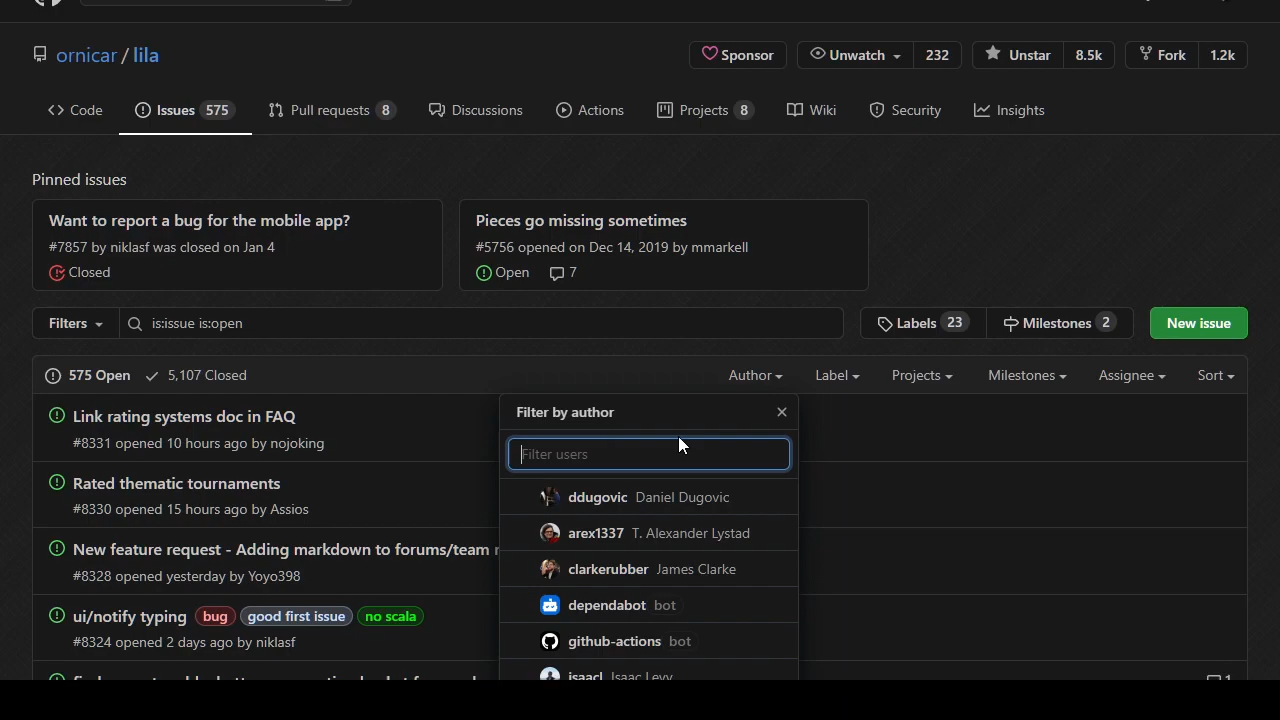 ornicar / lila
Sponsor
Unwatch
232
Unstar
8.5k
Fork
1.2k
Code
Issues 575
Pull requests 8
Discussions
Actions
Projects 8
Wiki
Security
Insights
Pinned issues
Want to report a bug for the mobile app?
#7857 by niklasf was closed on Jan 4
Closed
Pieces go missing sometimes
#5756 opened on Dec 14, 2019 by mmarkell
Open 7
Filters
is:issue is:open
Labels 23
Milestones 2
New issue
575 Open 5,107 Closed
Author
Label
Projects
Milestones
Assignee
Sort
Link rating systems doc in FAQ
#8331 opened 10 hours ago by nojoking
Rated thematic tournaments
#8330 opened 15 hours ago by Assios
New feature request - Adding markdown to forums/team
#8328 opened yesterday by Yoyo398
ui/notify typing bug good first issue no scala
#8324 opened 2 days ago by niklasf
Filter by author
Filter users
ddugovic Daniel Dugovic
arex1337 T. Alexander Lystad
clarkerubber James Clarke
dependabot bot
github-actions bot
isaacl Isaac Levy
1